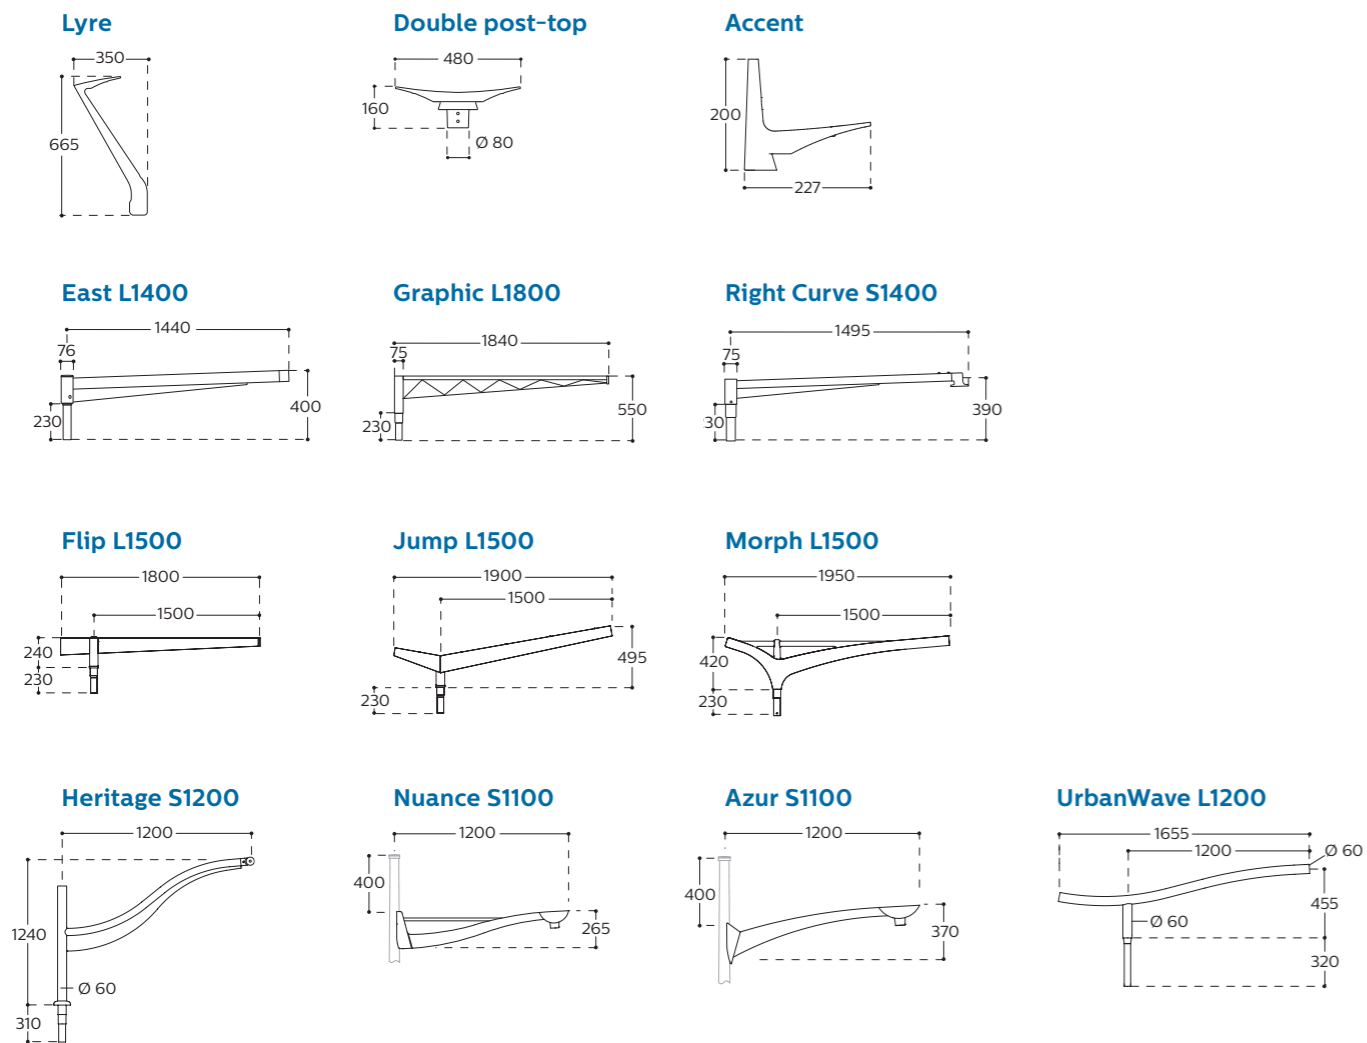 Lyre
Double post-top
Accent
350
665
480
160
Ø 80
200
227
East L1400
Graphic L1800
Right Curve S1400
1440
76
400
230
1840
75
550
230
1495
75
390
30
Flip L1500
Jump L1500
Morph L1500
1800
1500
240
230
1900
1500
495
230
1950
1500
420
230
Heritage S1200
Nuance S1100
Azur S1100
UrbanWave L1200
1200
1240
Ø 60
310
1200
400
265
1200
400
370
1655
Ø 60
1200
455
Ø 60
320